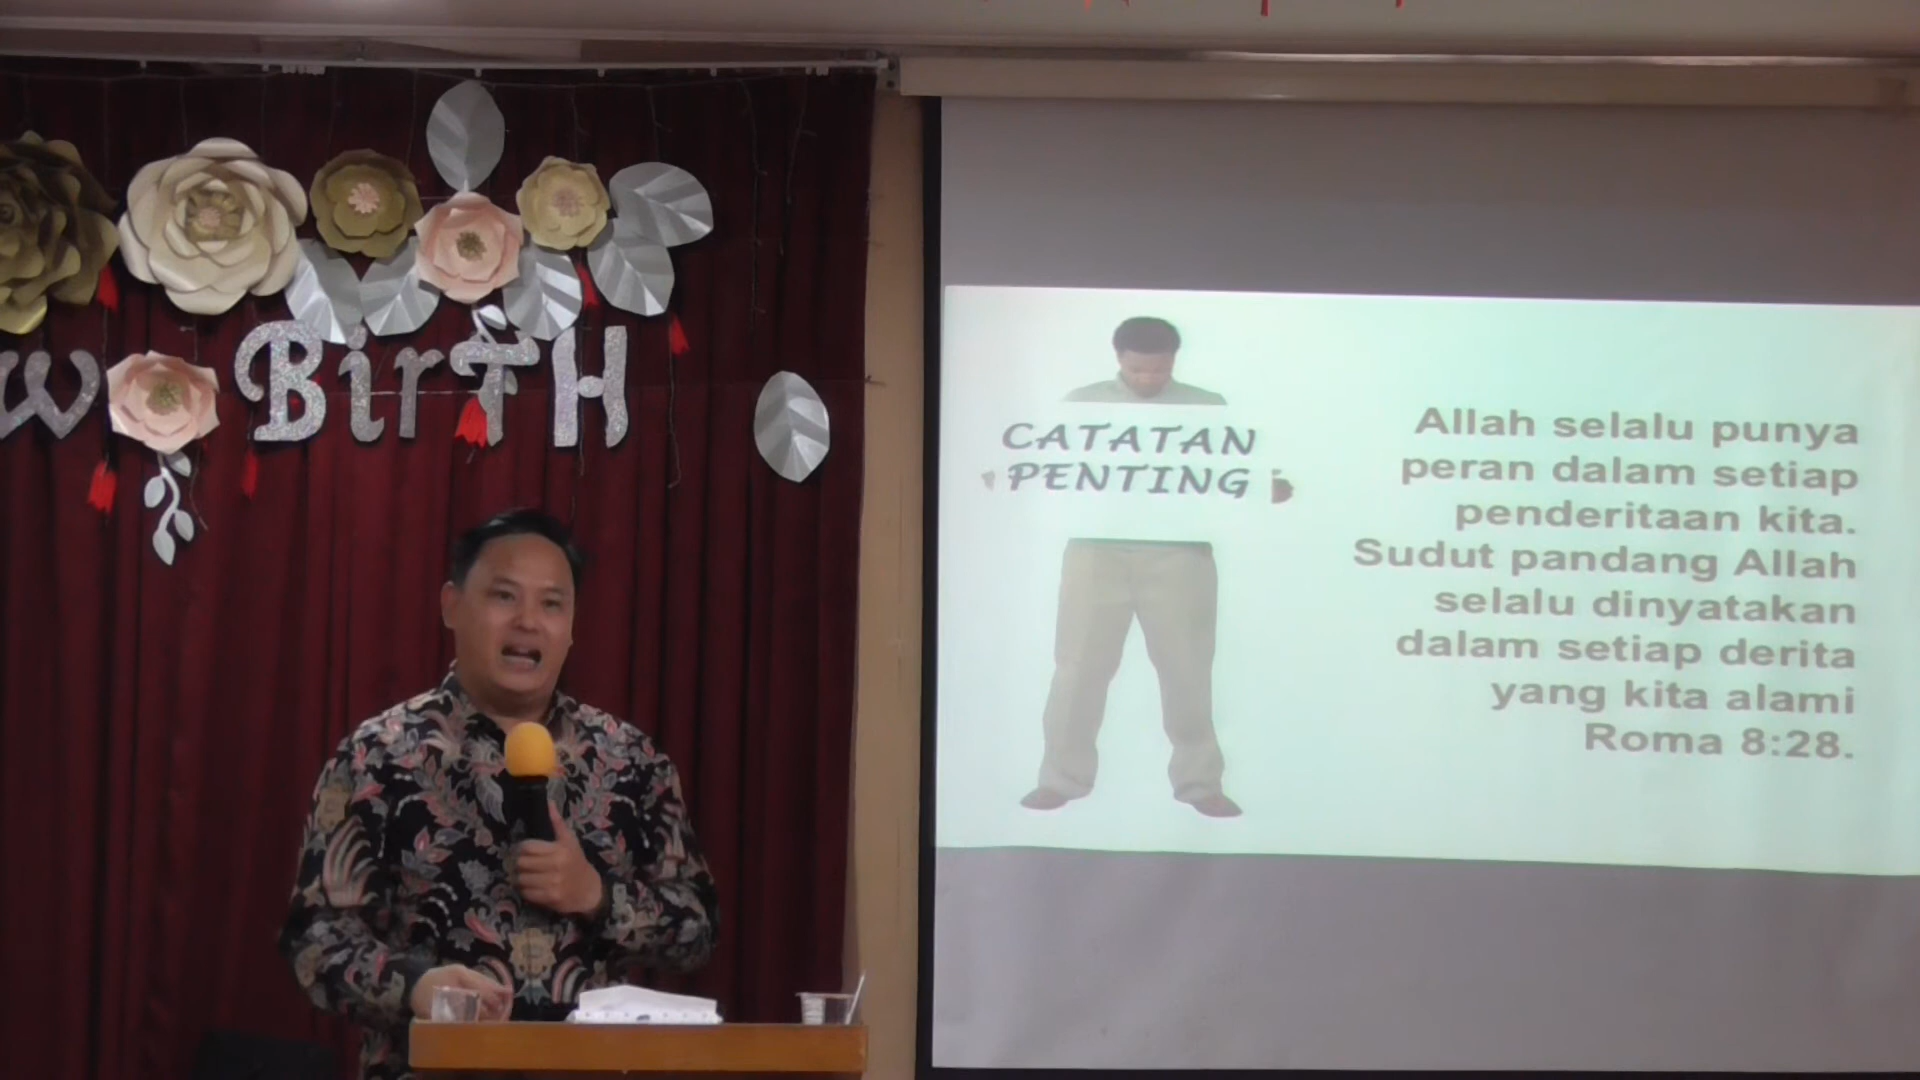 w BirTH
CATATAN
PENTING
Allah selalu punya
peran dalam setiap
penderitaan kita.
Sudut pandang Allah
selalu dinyatakan
dalam setiap derita
yang kita alami
Roma 8:28.